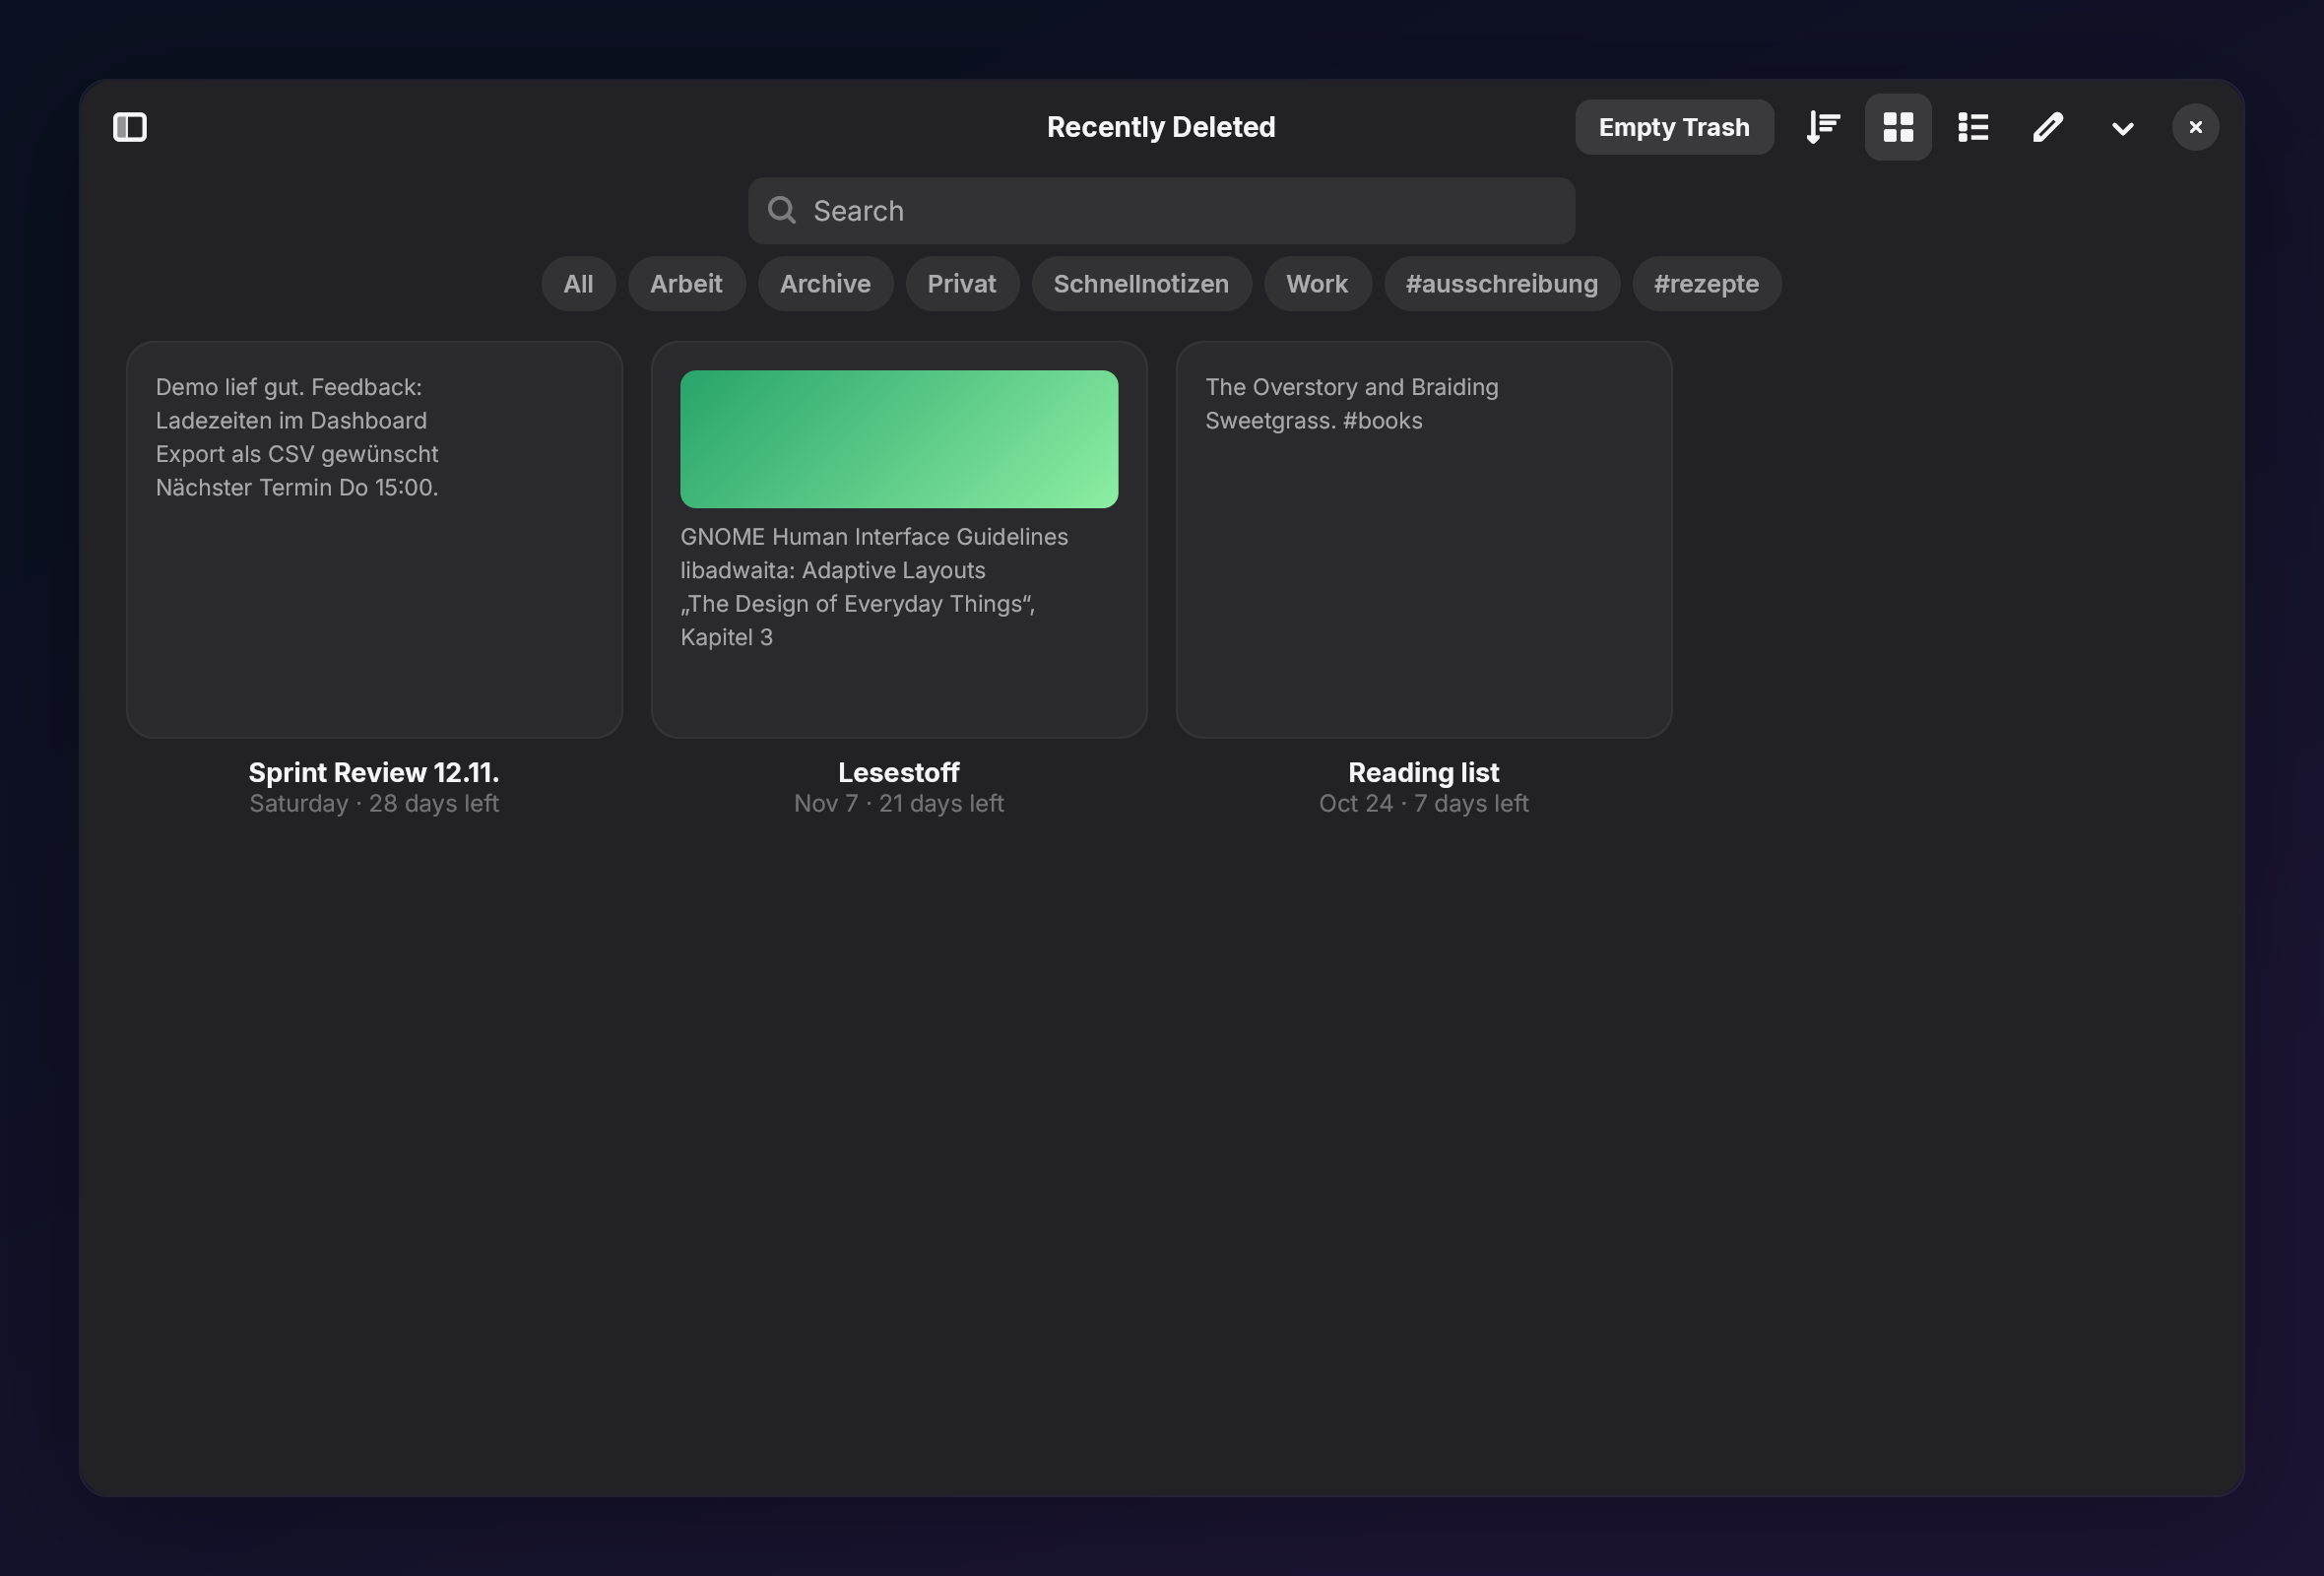 Recently Deleted
Empty Trash
Search
All
Arbeit
Archive
Privat
Schnellnotizen
Work
#ausschreibung
#rezepte
Demo lief gut. Feedback:
Ladezeiten im Dashboard
Export als CSV gewünscht
Nächster Termin Do 15:00.
Sprint Review 12.11.
Saturday · 28 days left
GNOME Human Interface Guidelines
libadwaita: Adaptive Layouts
„The Design of Everyday Things“,
Kapitel 3
Lesestoff
Nov 7 · 21 days left
The Overstory and Braiding
Sweetgrass. #books
Reading list
Oct 24 · 7 days left